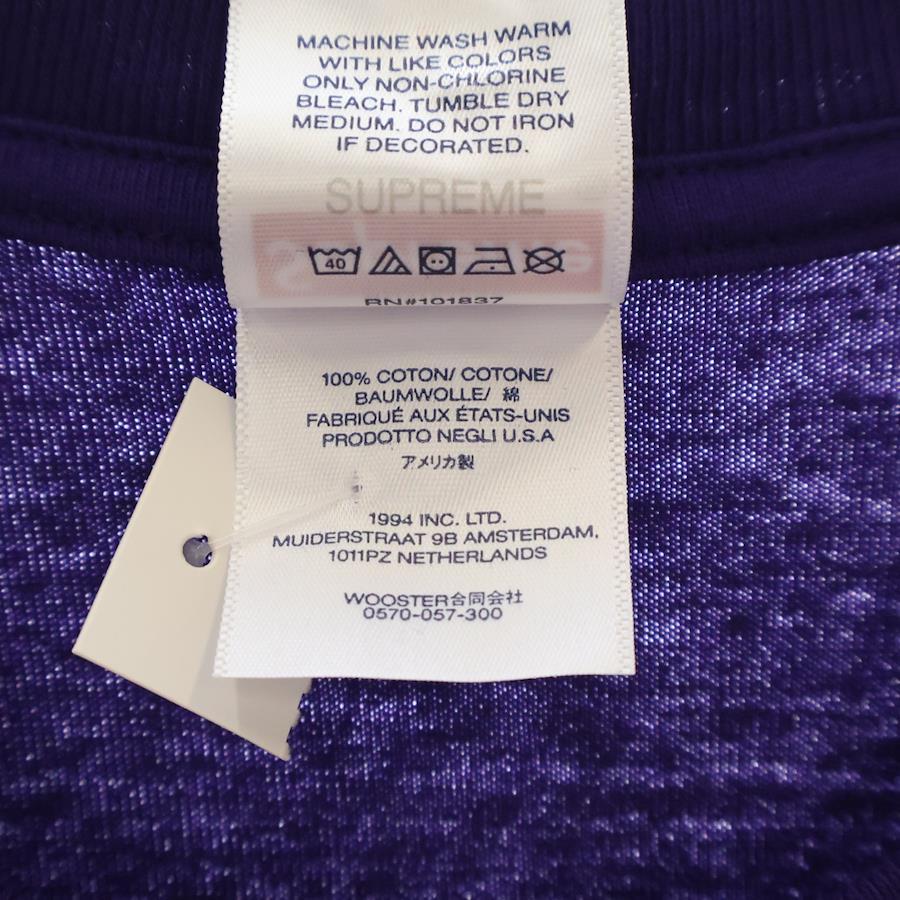 MACHINE WASH WARM
WITH LIKE COLORS
ONLY NON-CHLORINE
BLEACH. TUMBLE DRY
MEDIUM. DO NOT IRON
IF DECORATED.
SUPREME
40
RN#101837
100% COTON/ COTONE/
BAUMWOLLE/ 綿
FABRIQUÉ AUX ÉTATS-UNIS
PRODOTTO NEGLI U.S.A
アメリカ製
1994 INC. LTD.
MUIDERSTRAAT 9B AMSTERDAM,
1011PZ NETHERLANDS
WOOSTER合同会社
0570-057-300